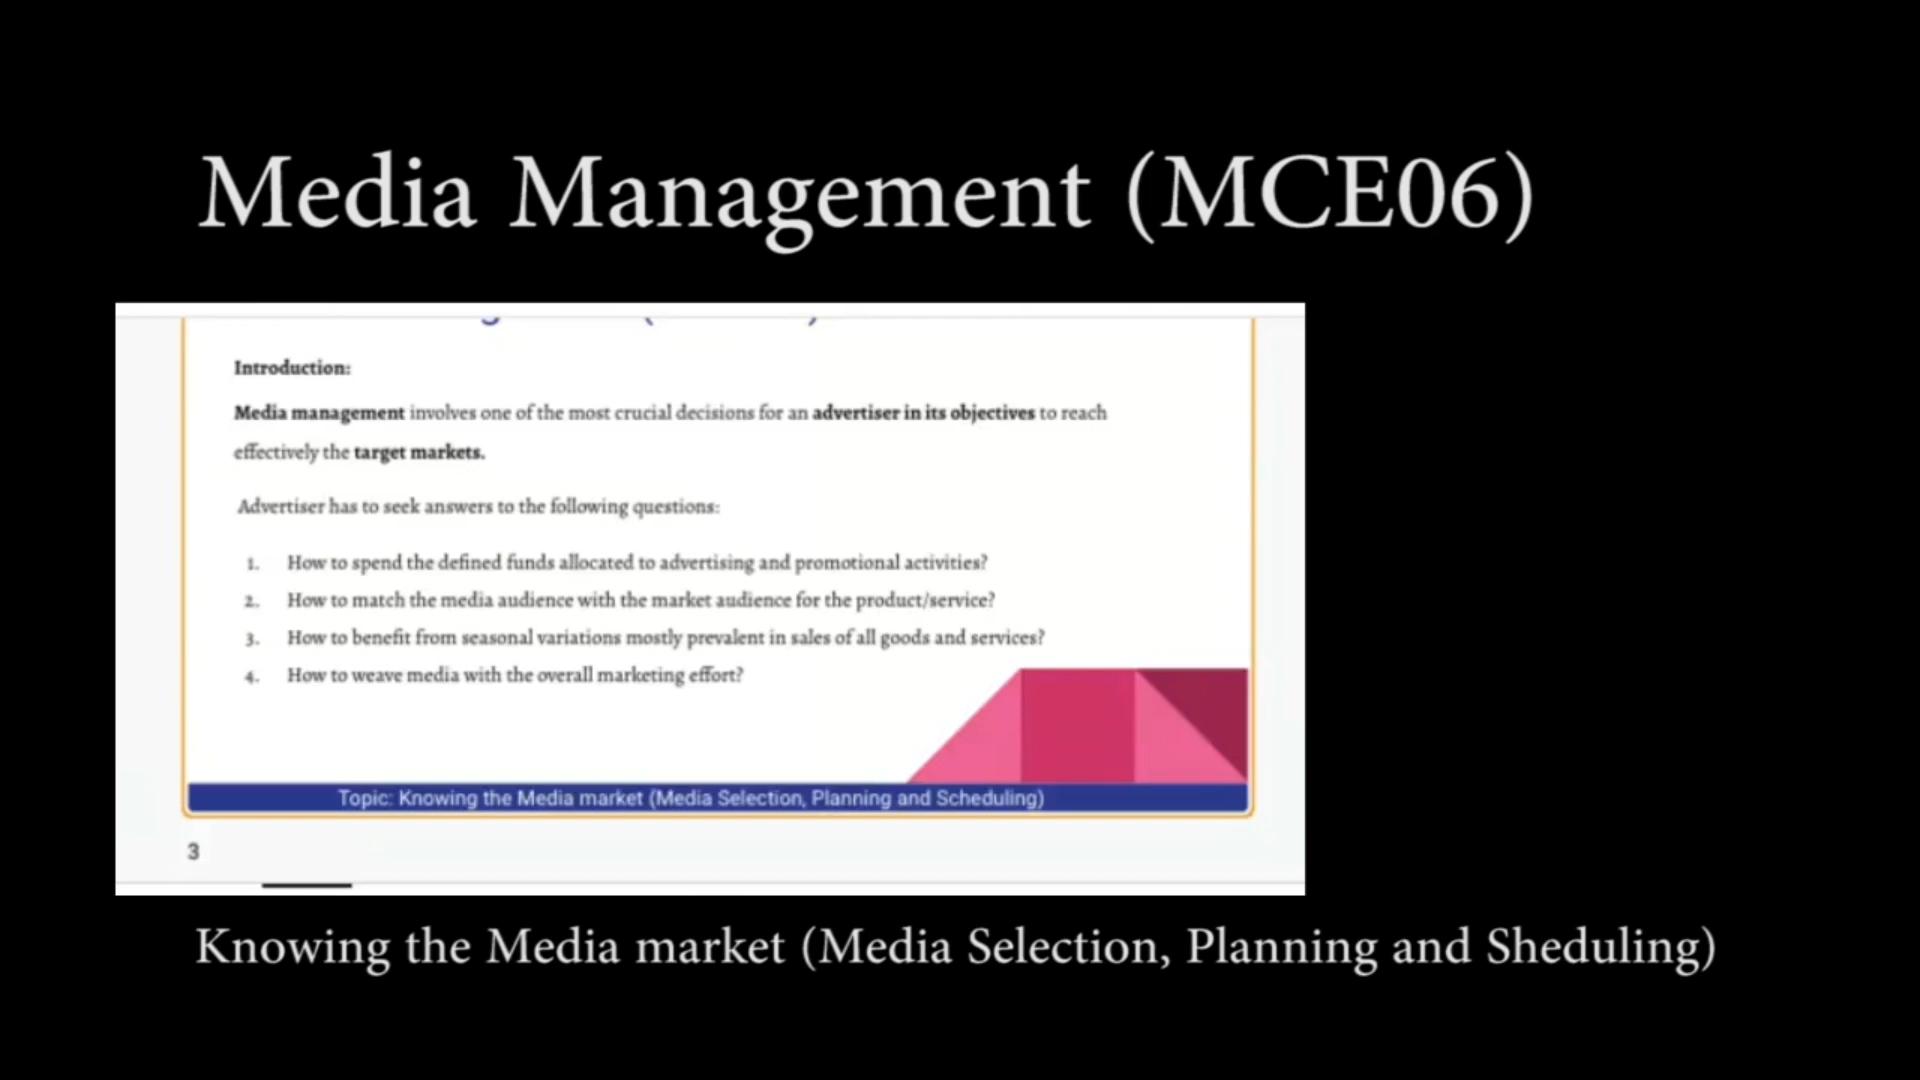 Media Management (MCE06)
Introduction:
Media management involves one of the most crucial decisions for an advertiser in its objectives to reach
effectively the target markets.
Advertiser has to seek answers to the following questions:
1. How to spend the defined funds allocated to advertising and promotional activities?
2. How to match the media audience with the market audience for the product/service?
3. How to benefit from seasonal variations mostly prevalent in sales of all goods and services?
4. How to weave media with the overall marketing effort?
Topic: Knowing the Media market (Media Selection, Planning and Scheduling)
3
Knowing the Media market (Media Selection, Planning and Sheduling)